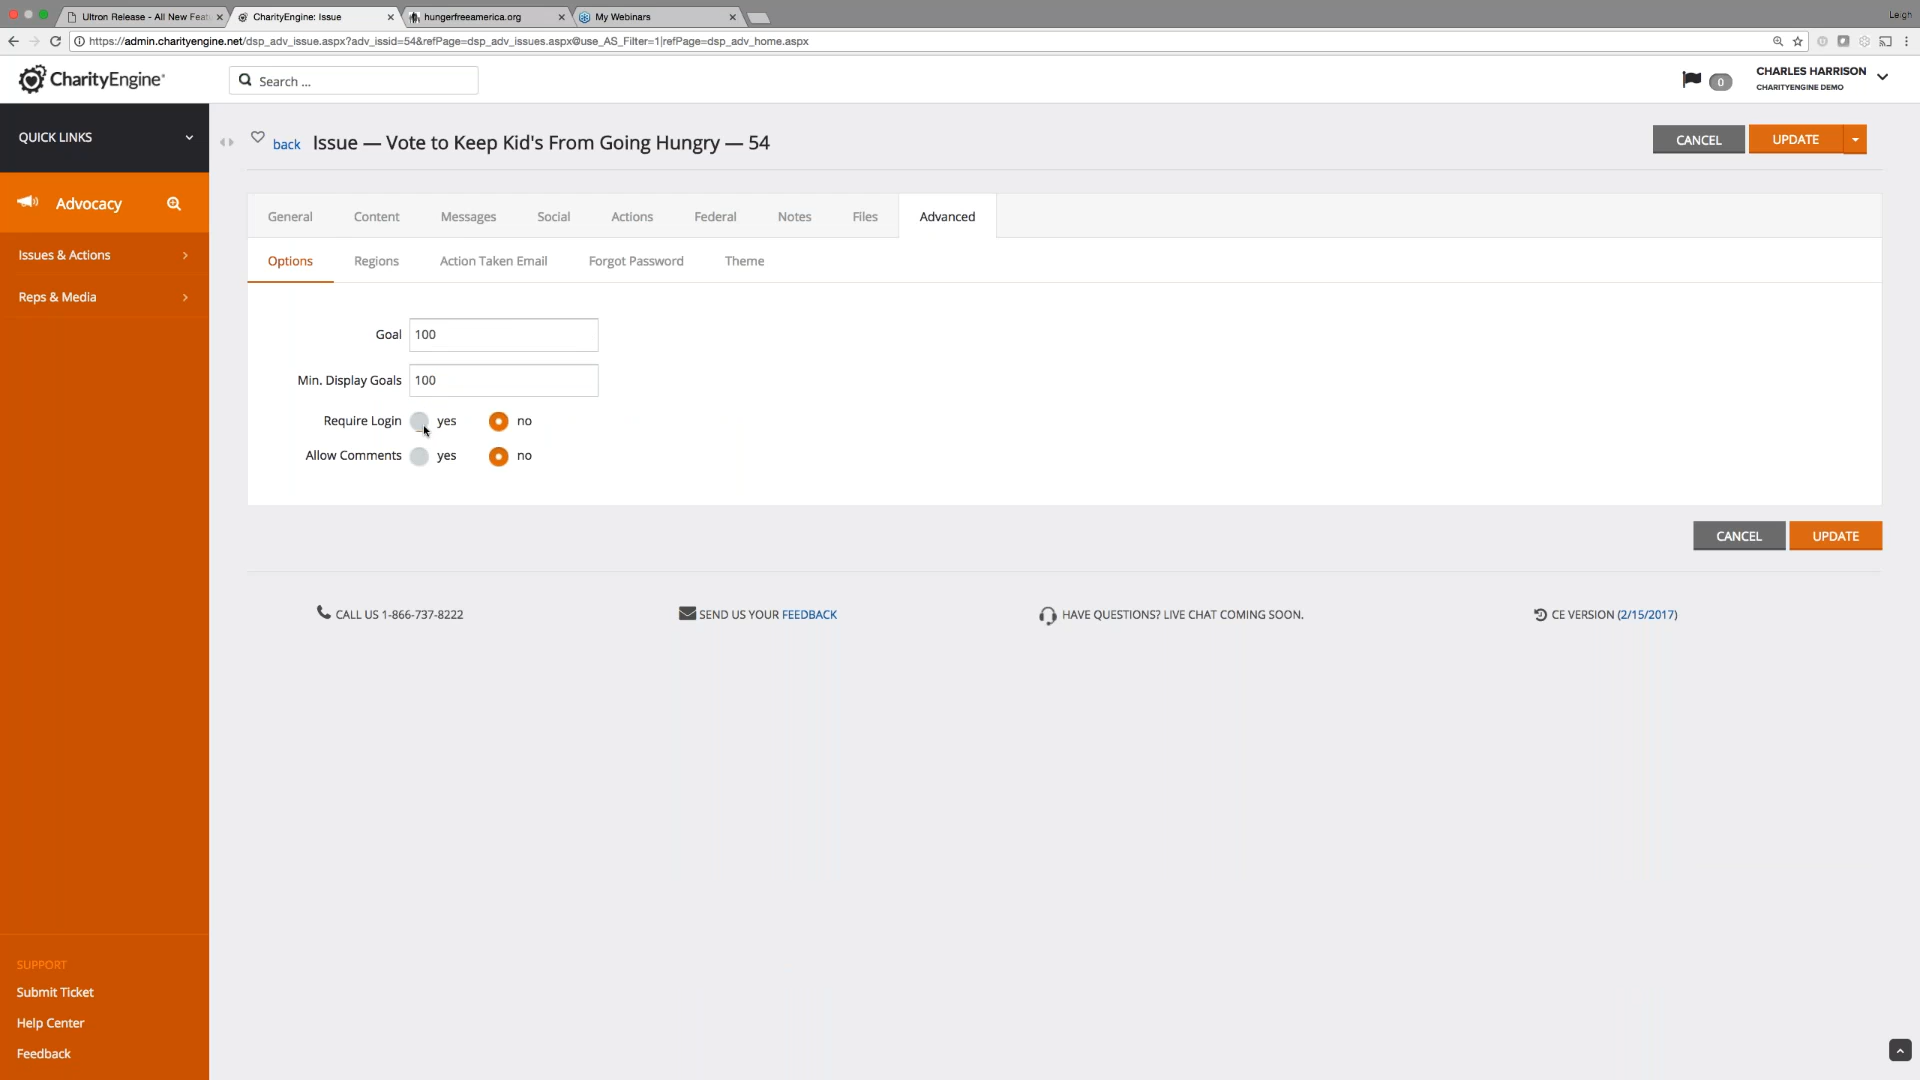 Ultron Release - All New Feat
CharityEngine: Issue
hungerfreeamerica.org
My Webinars
Leigh
https://admin.charityengine.net/dsp_adv_issue.aspx?adv_issid=54&refPage=dsp_adv_issues.aspx@use_AS_Filter=1|refPage=dsp_adv_home.aspx
CharityEngine
Search ...
0
CHARLES HARRISON
CHARITYENGINE DEMO
QUICK LINKS
back Issue — Vote to Keep Kid's From Going Hungry — 54
CANCEL UPDATE
Advocacy
General Content Messages Social Actions Federal Notes Files Advanced
Issues & Actions
Options Regions Action Taken Email Forgot Password Theme
Reps & Media
Goal 100
Min. Display Goals 100
Require Login yes no
Allow Comments yes no
CANCEL UPDATE
CALL US 1-866-737-8222
SEND US YOUR FEEDBACK
HAVE QUESTIONS? LIVE CHAT COMING SOON.
CE VERSION (2/15/2017)
SUPPORT
Submit Ticket
Help Center
Feedback